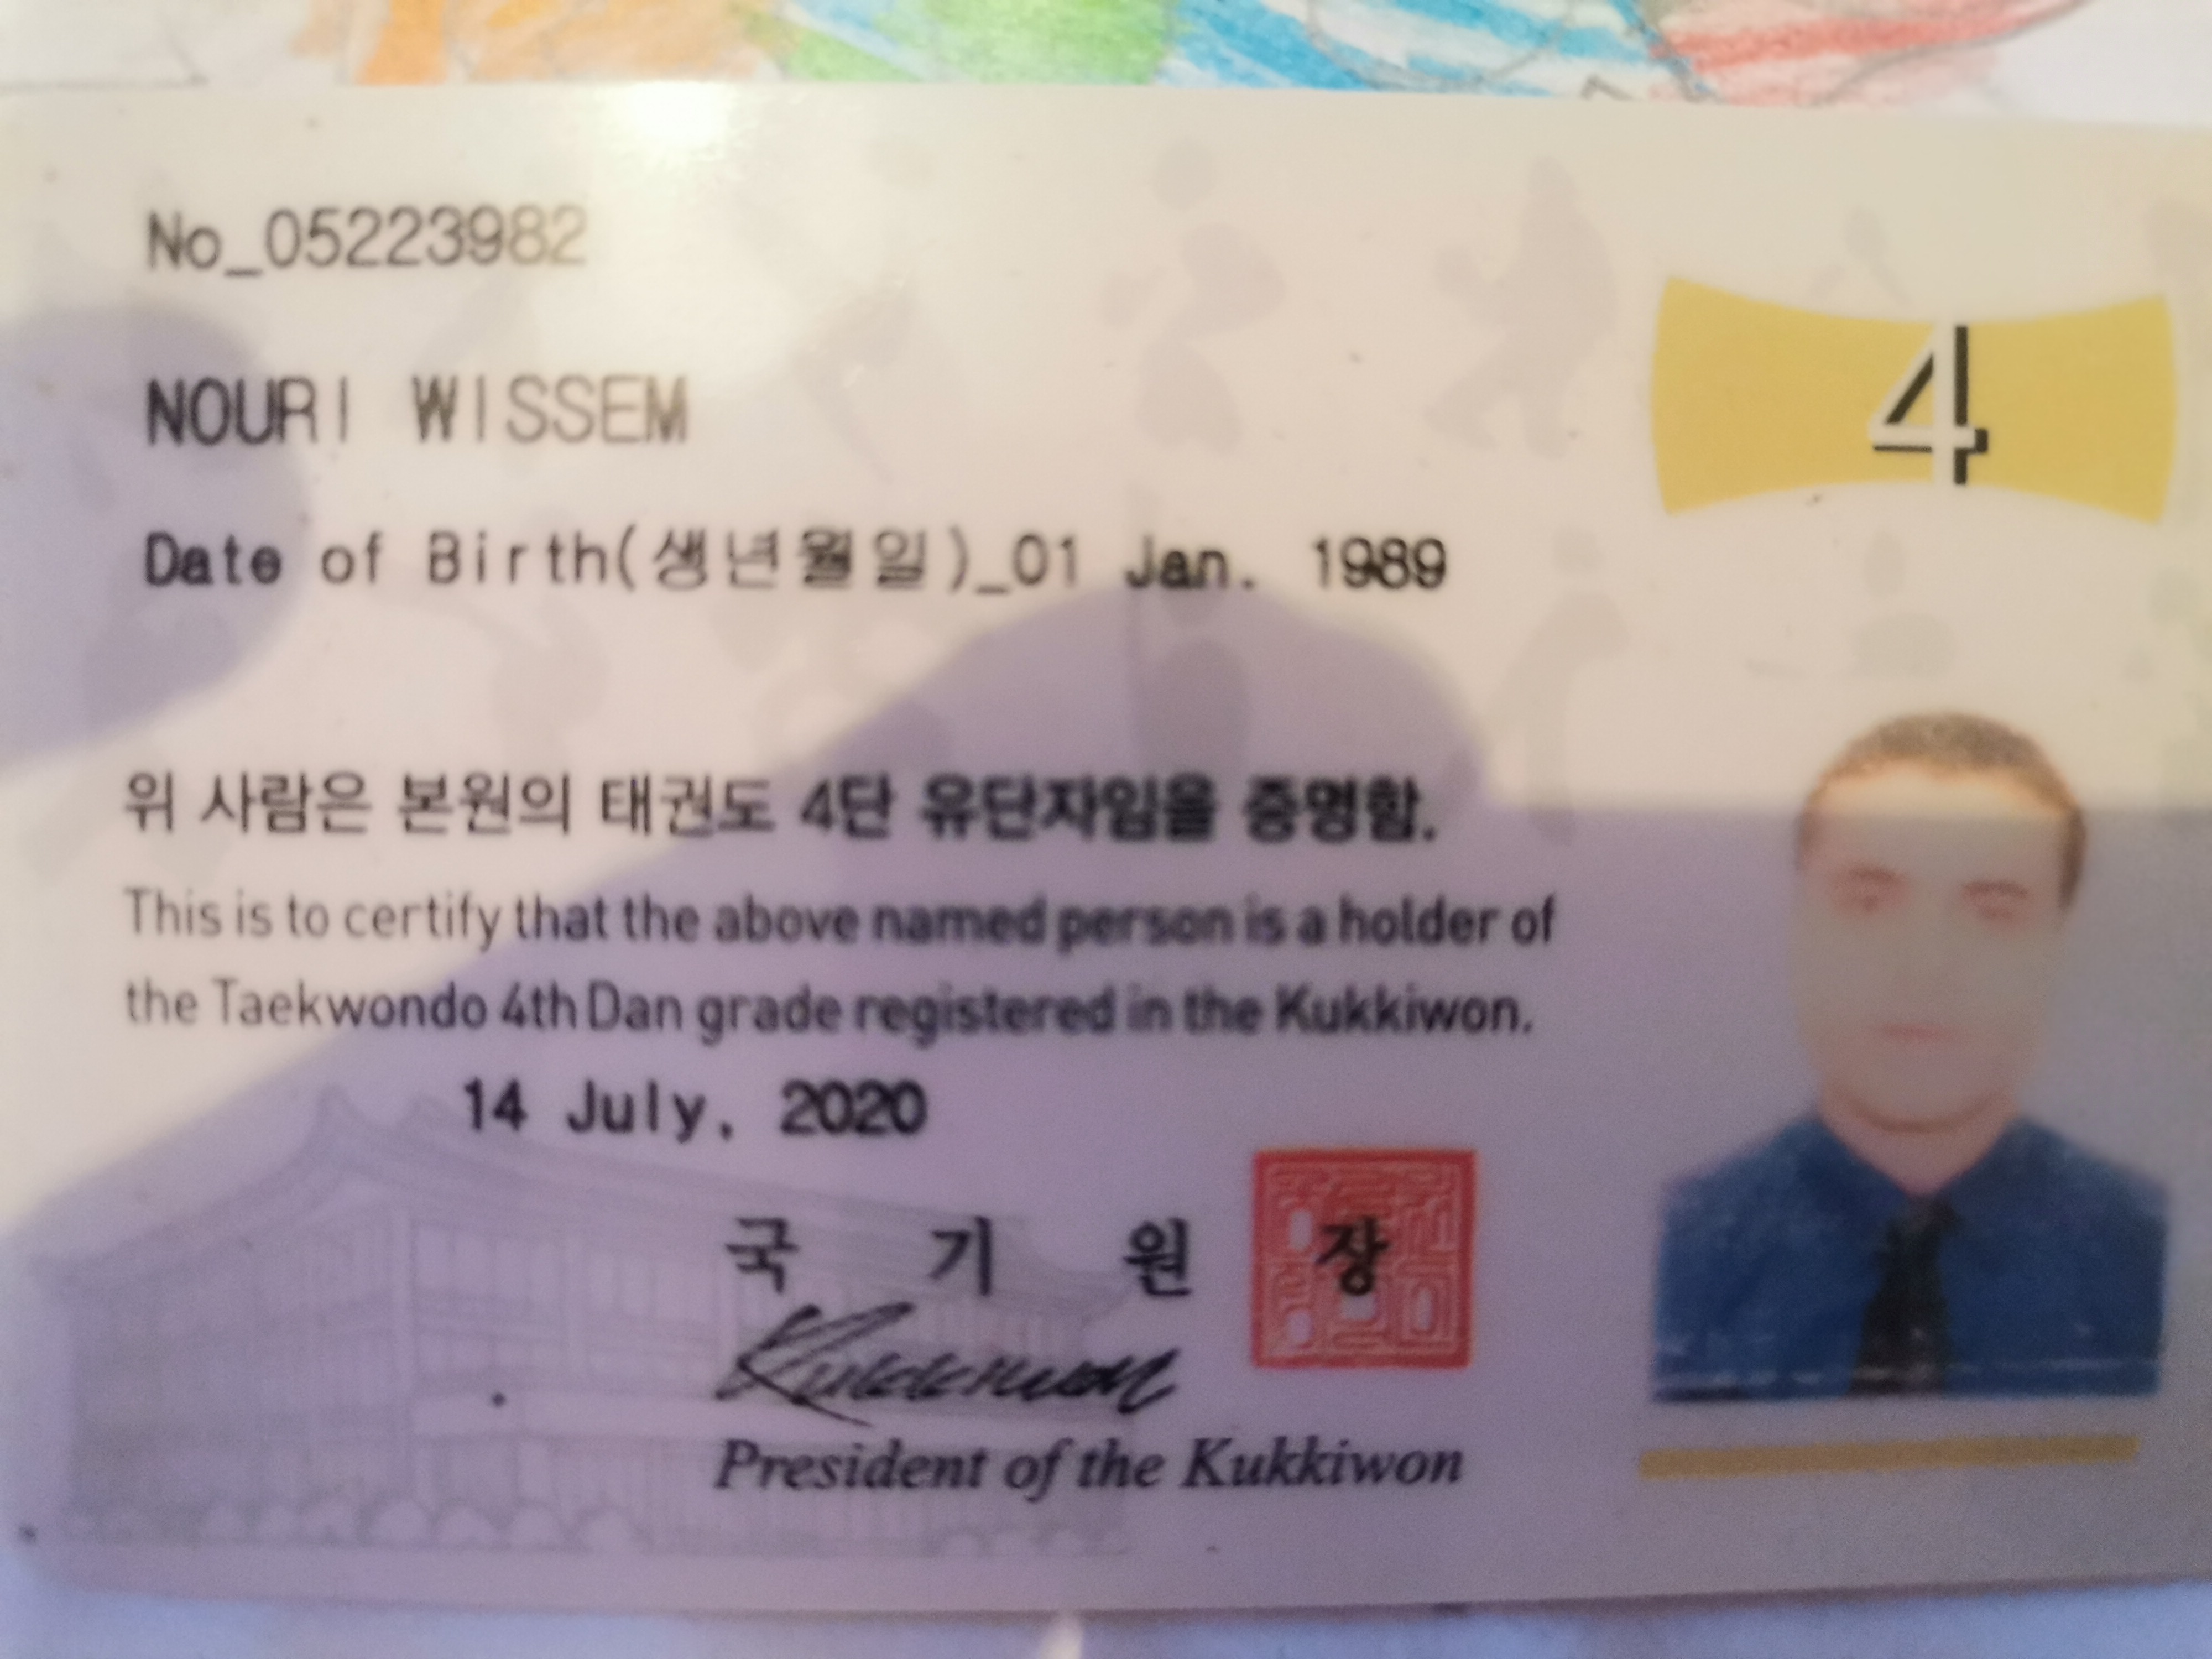 No_05223982
4
NOURI WISSEM
Date of Birth(생년월일)_01 Jan. 1989
위 사람은 본원의 태권도 4단 유단자임을 증명함.
This is to certify that the above named person is a holder of
the Taekwondo 4th Dan grade registered in the Kukkiwon.
14 July, 2020
국 기 원 장
Kukkiwon
President of the Kukkiwon